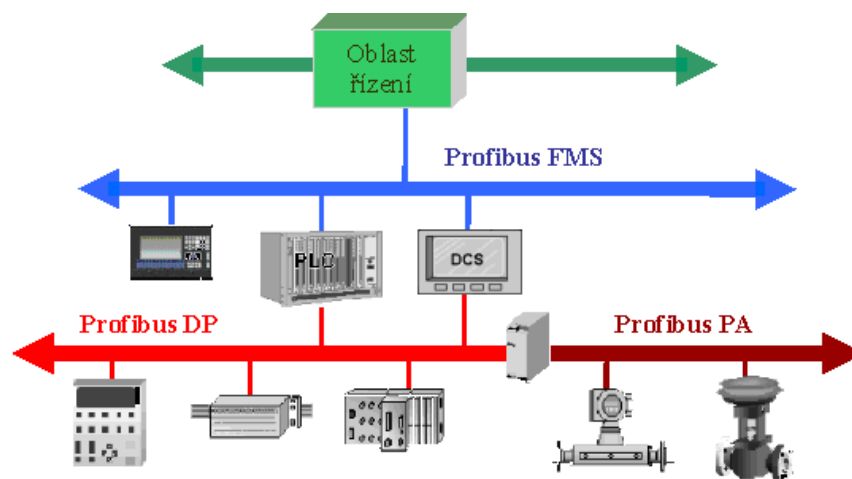 Oblast
řízení
Profibus FMS
PLC
DCS
Profibus DP
Profibus PA